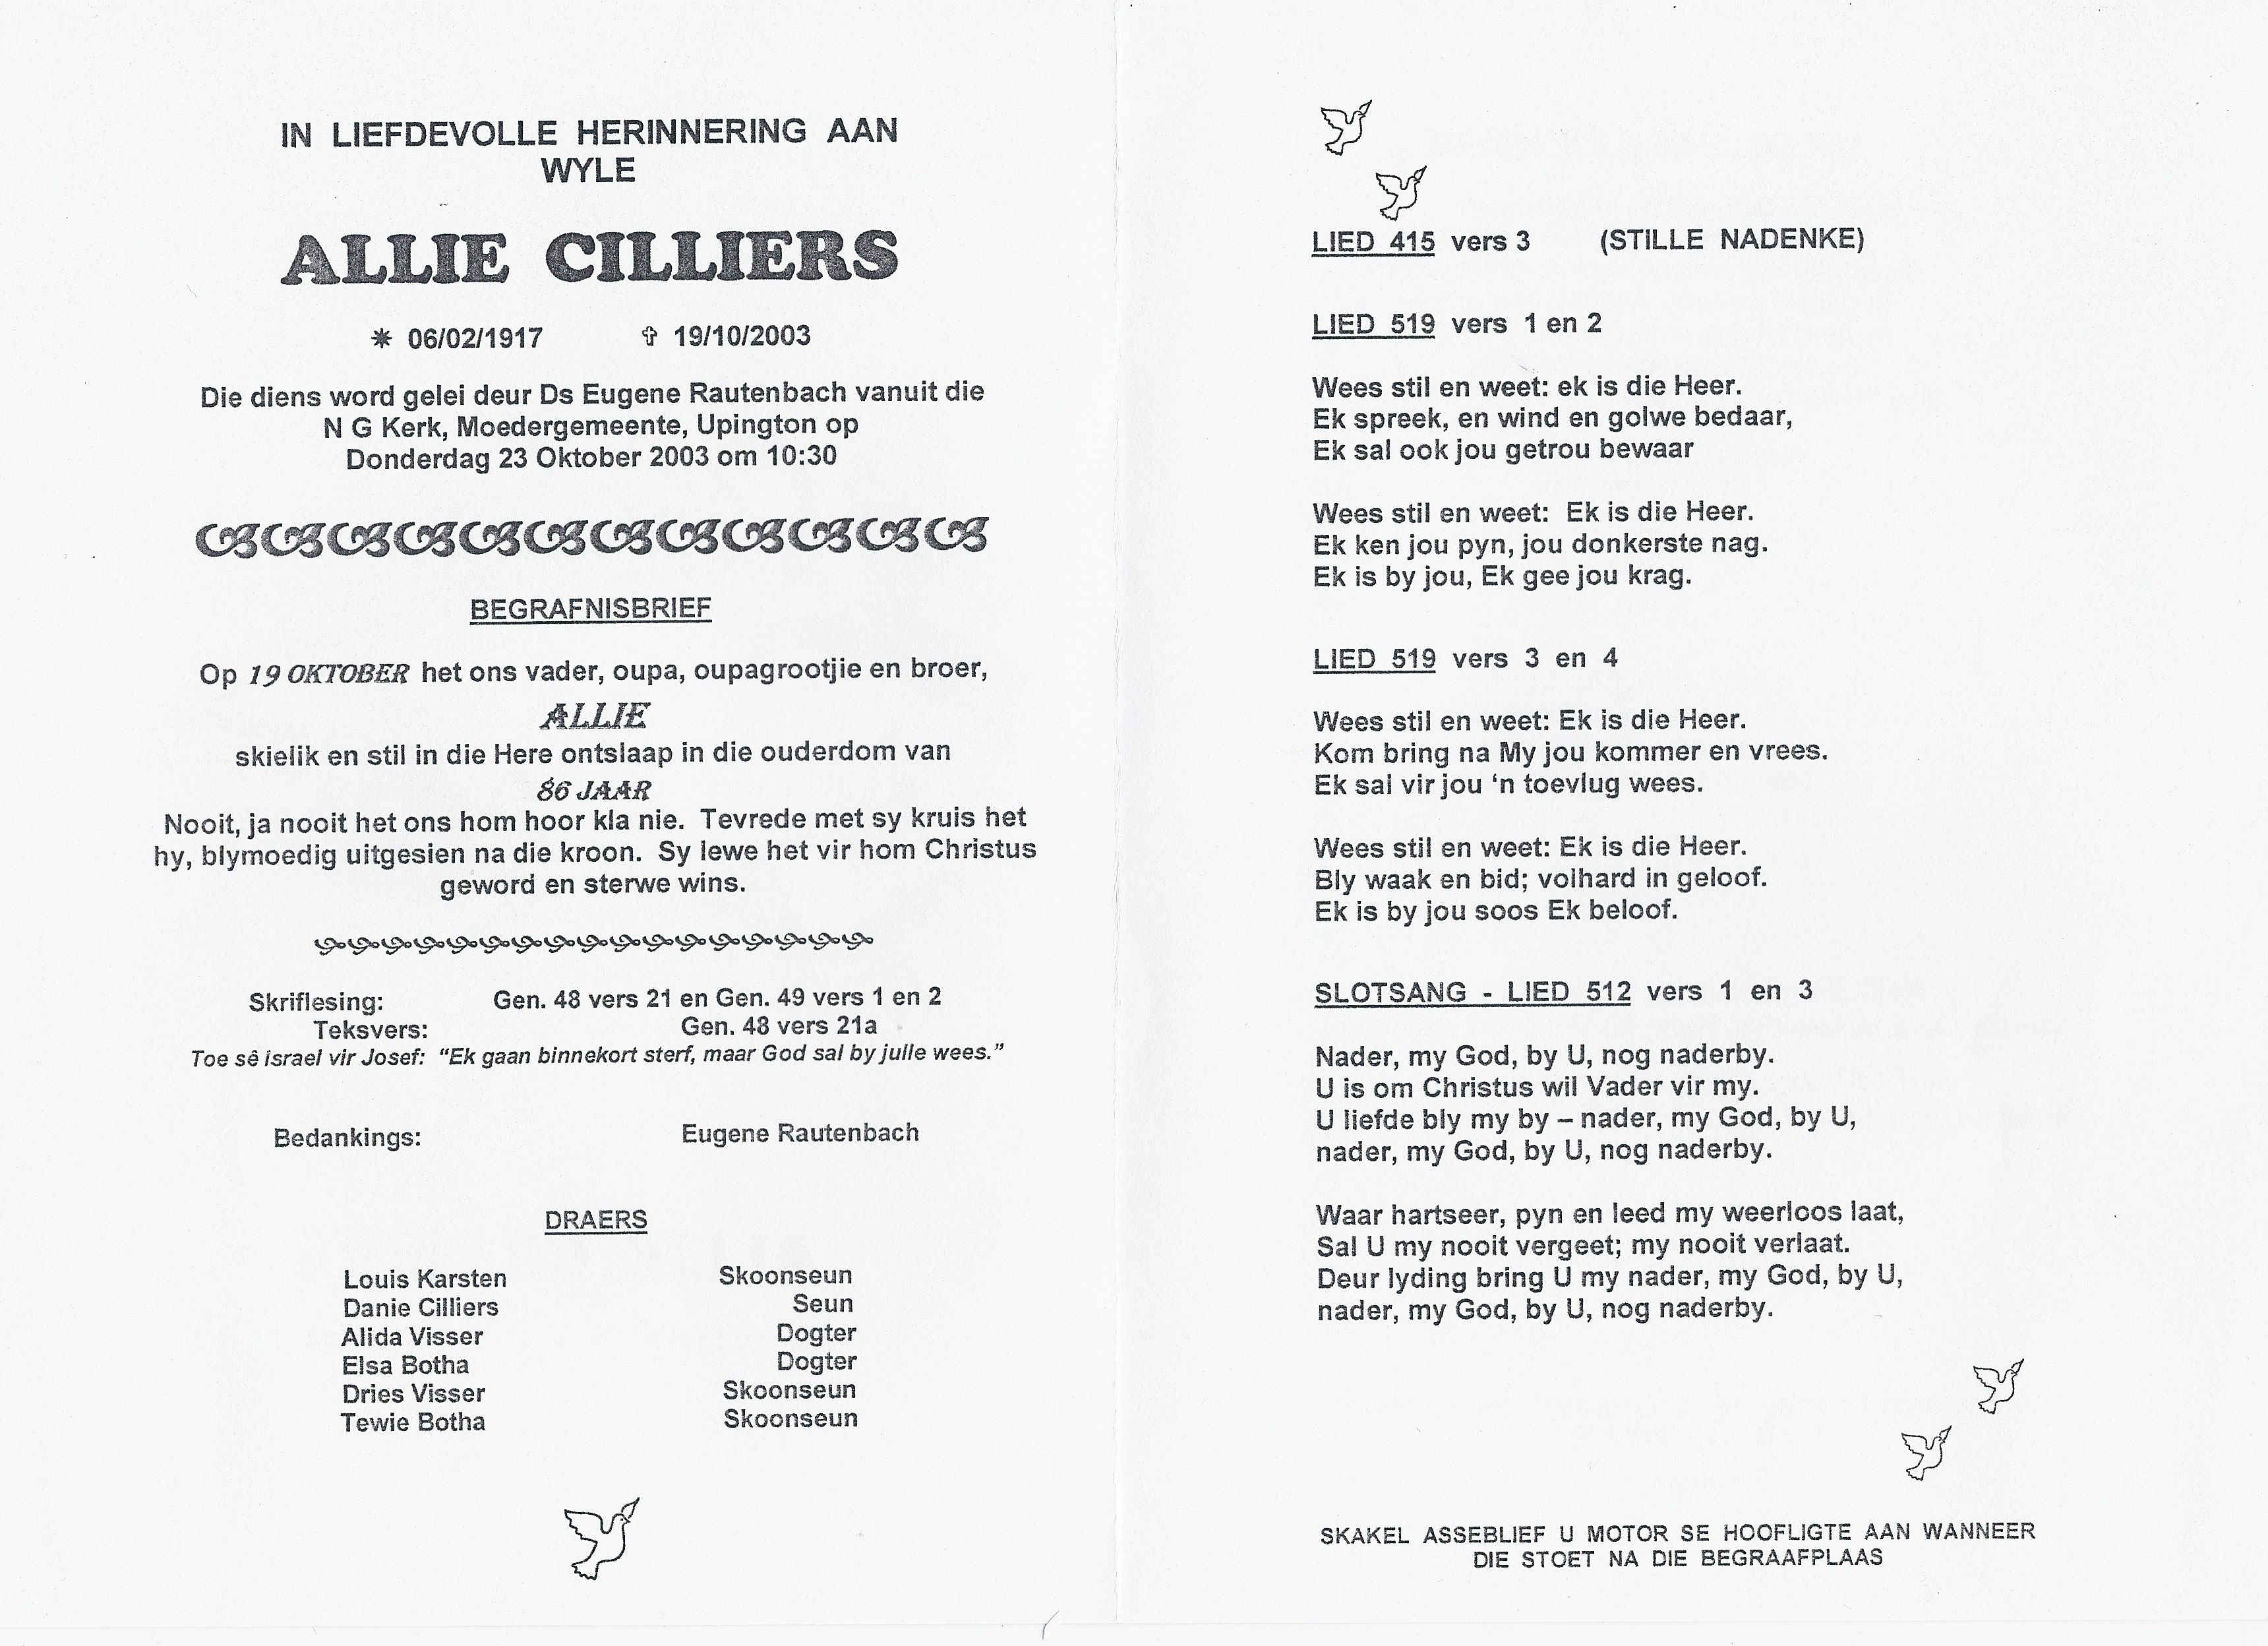 IN LIEFDEVOLLE HERINNERING AAN
WYLE
ALLIE CILLIERS
✴ 06/02/1917 ✞ 19/10/2003
Die diens word gelei deur Ds Eugene Rautenbach vanuit die
N G Kerk, Moedergemeente, Upington op
Donderdag 23 Oktober 2003 om 10:30
BEGRAFNISBRIEF
Op 19 OKTOBER het ons vader, oupa, oupagrootjie en broer,
ALLIE
skielik en stil in die Here ontslaap in die ouderdom van
86 JAAR
Nooit, ja nooit het ons hom hoor kla nie. Tevrede met sy kruis het
hy, blymoedig uitgesien na die kroon. Sy lewe het vir hom Christus
geword en sterwe wins.
Skriflesing: Gen. 48 vers 21 en Gen. 49 vers 1 en 2
Teksvers: Gen. 48 vers 21a
Toe sê Israel vir Josef: “Ek gaan binnekort sterf, maar God sal by julle wees.”
Bedankings: Eugene Rautenbach
DRAERS
Louis Karsten Skoonseun
Danie Cilliers Seun
Alida Visser Dogter
Elsa Botha Dogter
Dries Visser Skoonseun
Tewie Botha Skoonseun
LIED 415 vers 3 (STILLE NADENKE)
LIED 519 vers 1 en 2
Wees stil en weet: ek is die Heer.
Ek spreek, en wind en golwe bedaar,
Ek sal ook jou getrou bewaar
Wees stil en weet: Ek is die Heer.
Ek ken jou pyn, jou donkerste nag.
Ek is by jou, Ek gee jou krag.
LIED 519 vers 3 en 4
Wees stil en weet: Ek is die Heer.
Kom bring na My jou kommer en vrees.
Ek sal vir jou ‘n toevlug wees.
Wees stil en weet: Ek is die Heer.
Bly waak en bid; volhard in geloof.
Ek is by jou soos Ek beloof.
SLOTSANG - LIED 512 vers 1 en 3
Nader, my God, by U, nog naderby.
U is om Christus wil Vader vir my.
U liefde bly my by – nader, my God, by U,
nader, my God, by U, nog naderby.
Waar hartseer, pyn en leed my weerloos laat,
Sal U my nooit vergeet; my nooit verlaat.
Deur lyding bring U my nader, my God, by U,
nader, my God, by U, nog naderby.
SKAKEL ASSEBLIEF U MOTOR SE HOOFLIGTE AAN WANNEER
DIE STOET NA DIE BEGRAAFPLAAS